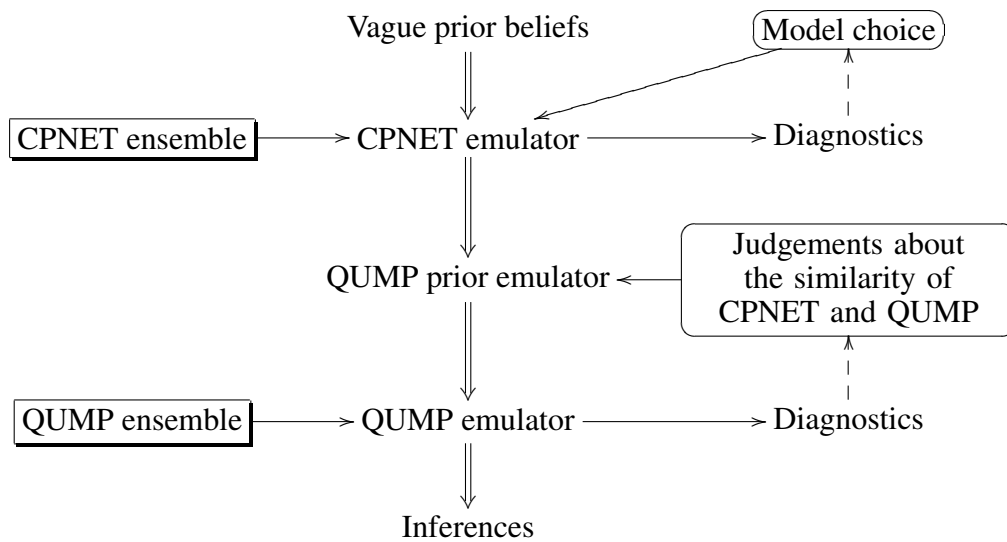 Vague prior beliefs
Model choice
CPNET ensemble
CPNET emulator
Diagnostics
QUMP prior emulator
Judgements about
the similarity of
CPNET and QUMP
QUMP ensemble
QUMP emulator
Diagnostics
Inferences